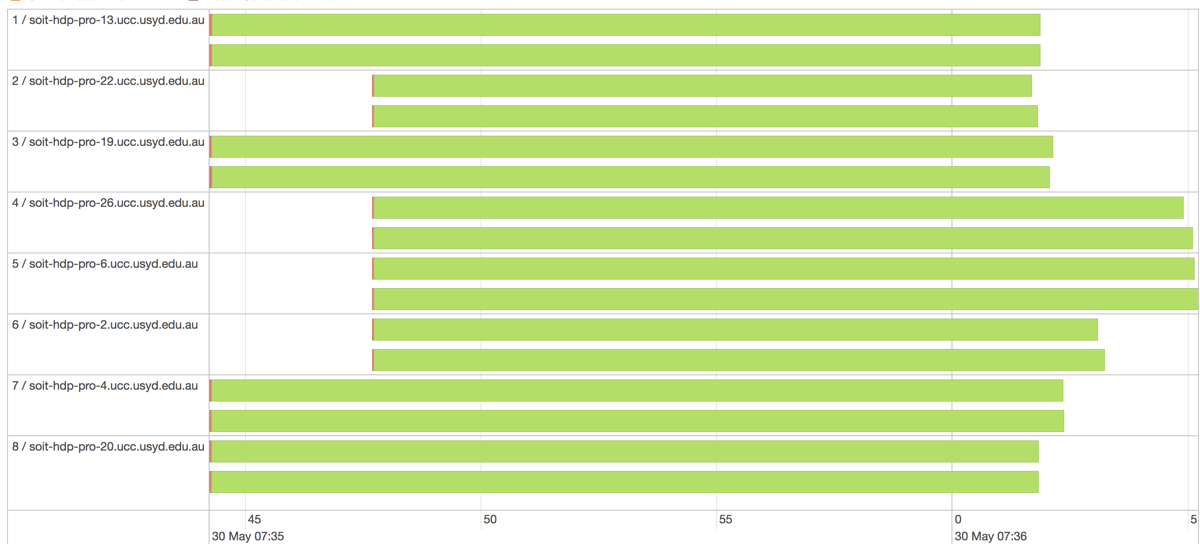 1 / soit-hdp-pro-13.ucc.usyd.edu.au
2 / soit-hdp-pro-22.ucc.usyd.edu.au
3 / soit-hdp-pro-19.ucc.usyd.edu.au
4 / soit-hdp-pro-26.ucc.usyd.edu.au
5 / soit-hdp-pro-6.ucc.usyd.edu.au
6 / soit-hdp-pro-2.ucc.usyd.edu.au
7 / soit-hdp-pro-4.ucc.usyd.edu.au
8 / soit-hdp-pro-20.ucc.usyd.edu.au
45 50 55 0 5
30 May 07:35 30 May 07:36